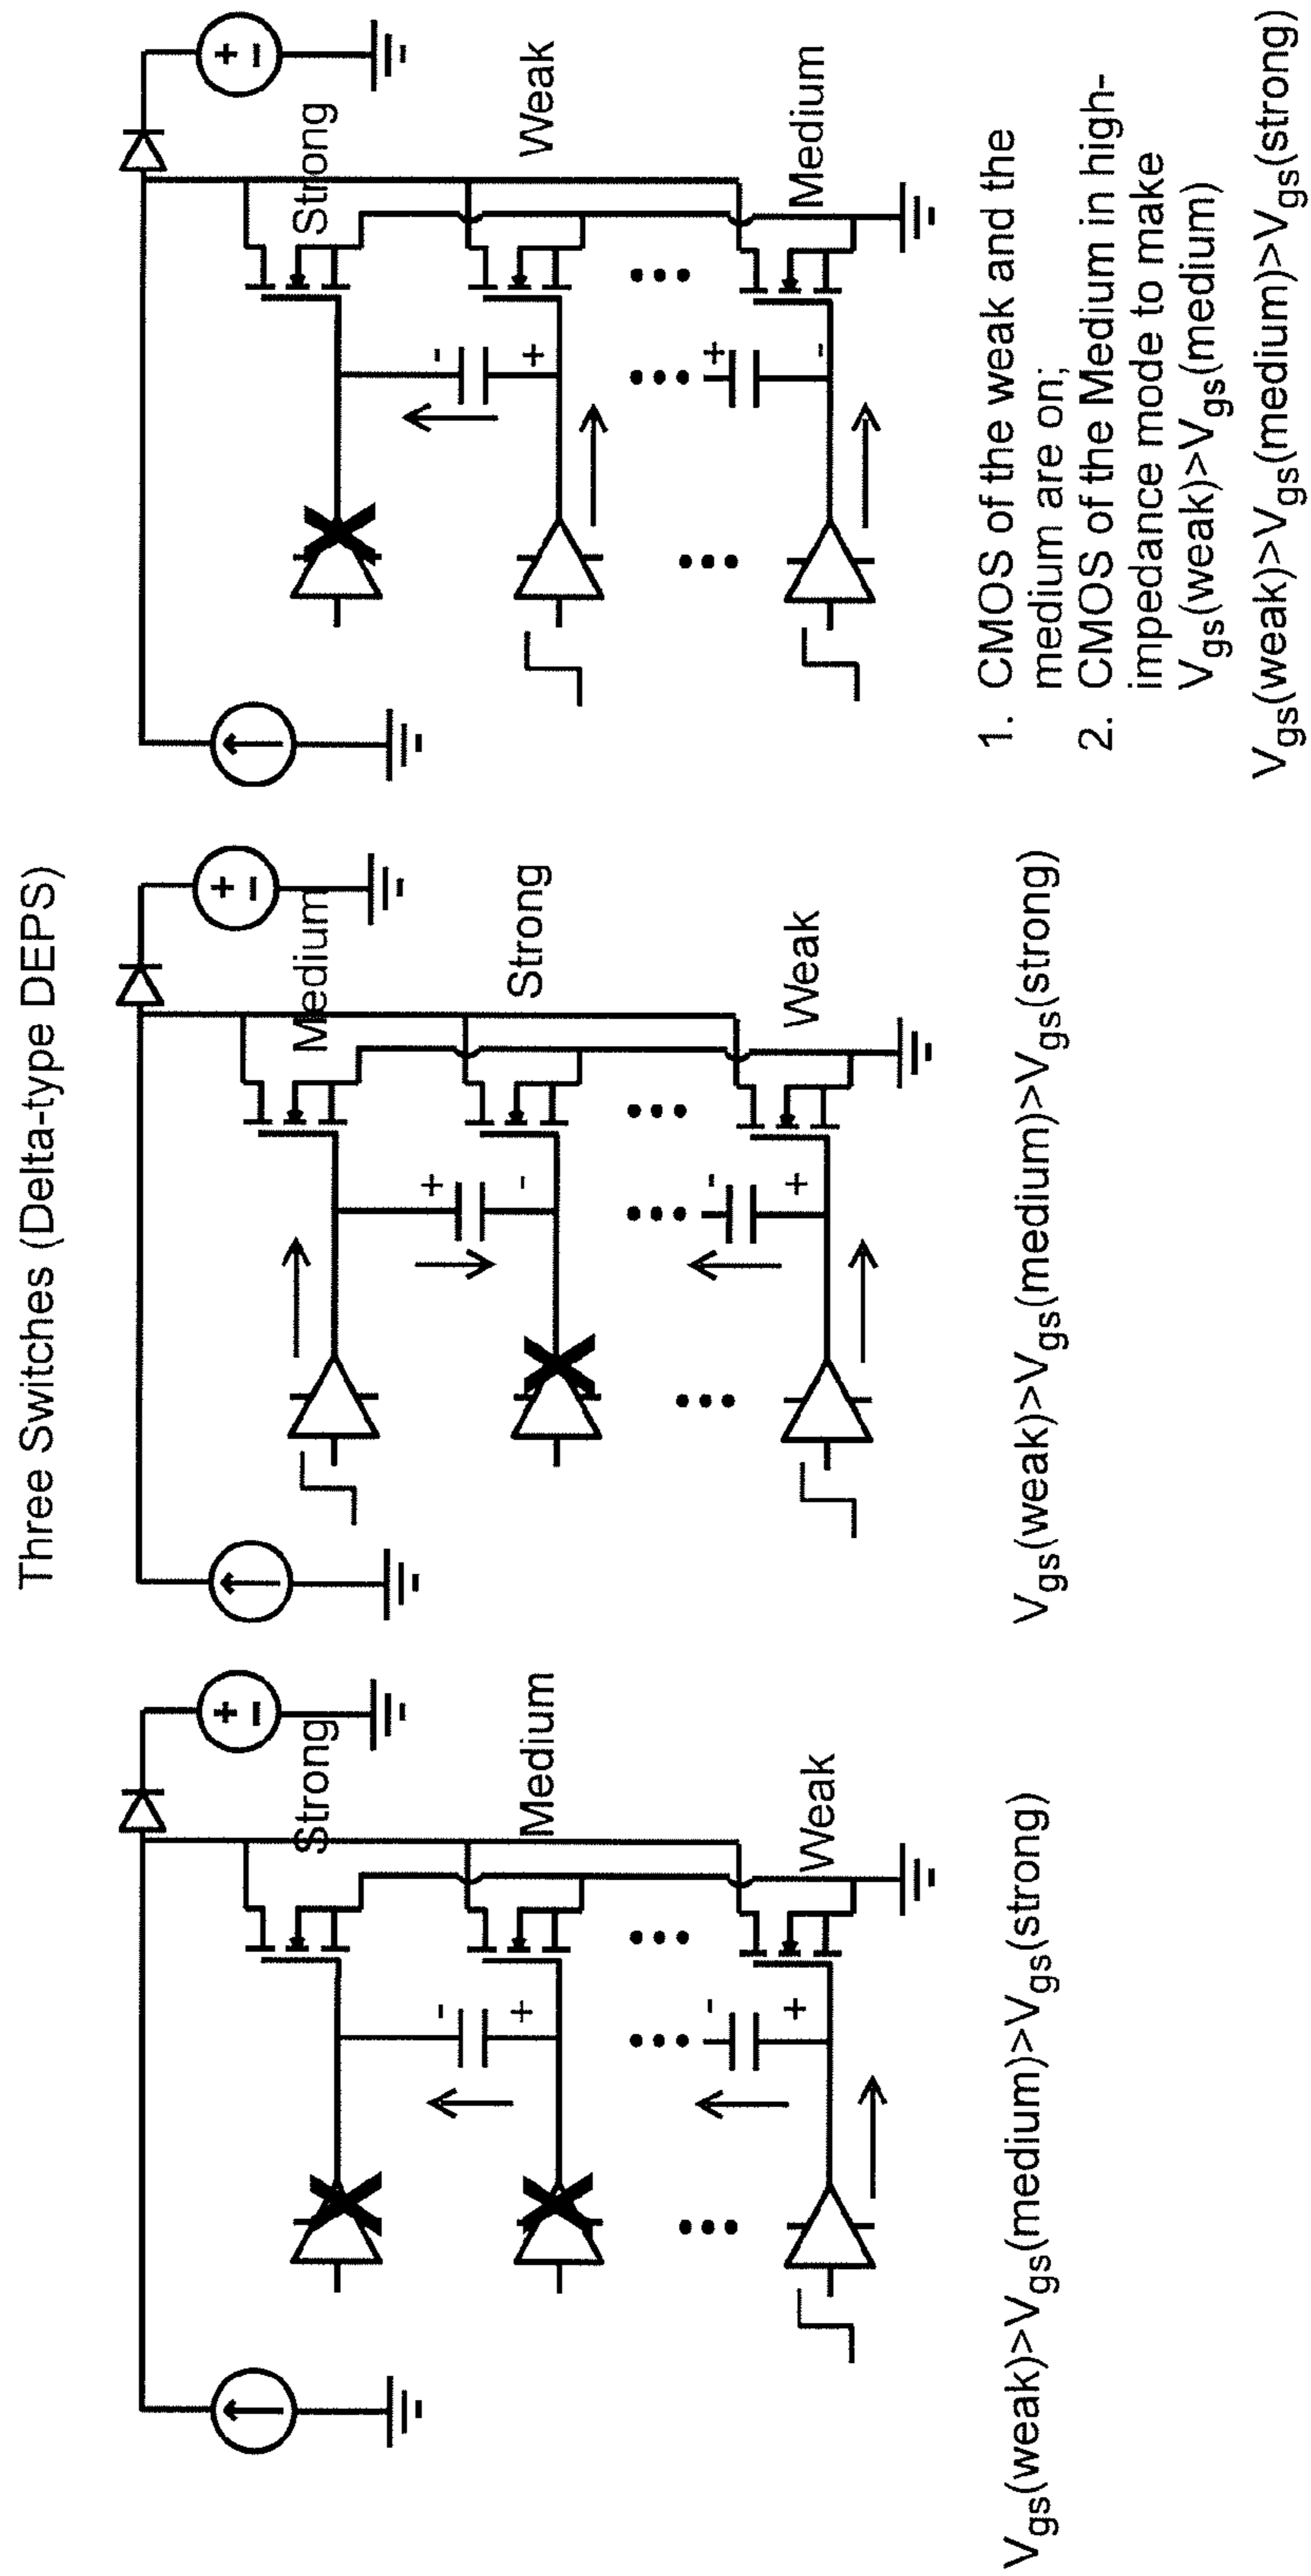 Three Switches (Delta-type DEPS)
Strong
Medium
Weak
Vgs(weak)>Vgs(medium)>Vgs(strong)
Medium
Strong
Weak
Vgs(weak)>Vgs(medium)>Vgs(strong)
Strong
Weak
Medium
1. CMOS of the weak and the
medium are on;
2. CMOS of the Medium in high-
impedance mode to make
Vgs(weak)>Vgs(medium)
Vgs(weak)>Vgs(medium)>Vgs(strong)